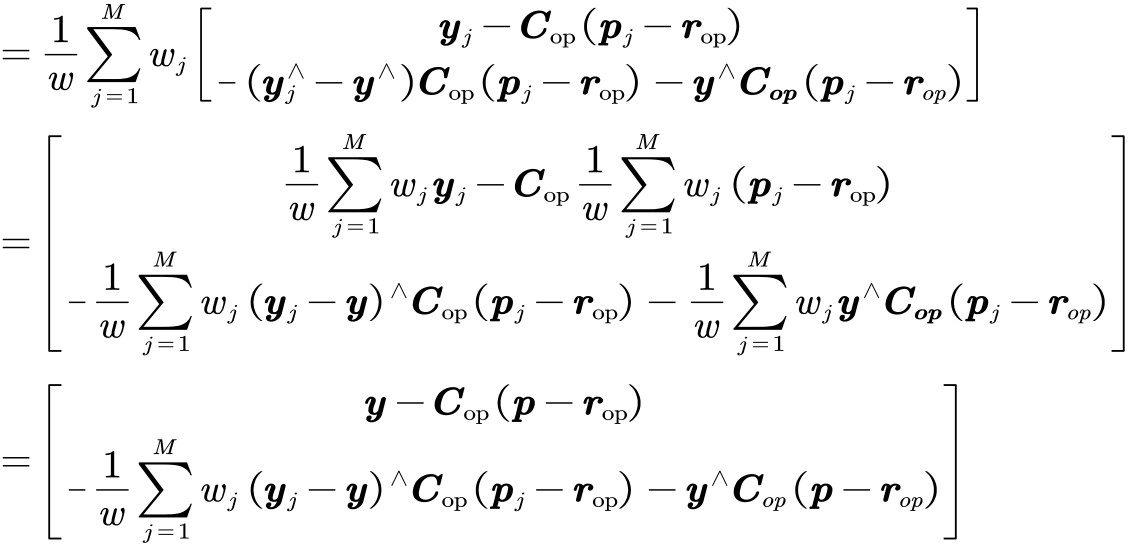 $= \frac{1}{w} \sum_{j=1}^{M} w_j \begin{bmatrix} \boldsymbol{y}_j - \boldsymbol{C}_{\mathrm{op}} (\boldsymbol{p}_j - \boldsymbol{r}_{\mathrm{op}}) \\ -(\boldsymbol{y}_j^{\wedge} - \boldsymbol{y}^{\wedge}) \boldsymbol{C}_{\mathrm{op}} (\boldsymbol{p}_j - \boldsymbol{r}_{\mathrm{op}}) - \boldsymbol{y}^{\wedge} \boldsymbol{C}_{\boldsymbol{op}} (\boldsymbol{p}_j - \boldsymbol{r}_{op}) \end{bmatrix}$
$= \begin{bmatrix} \frac{1}{w} \sum_{j=1}^{M} w_j \boldsymbol{y}_j - \boldsymbol{C}_{\mathrm{op}} \frac{1}{w} \sum_{j=1}^{M} w_j (\boldsymbol{p}_j - \boldsymbol{r}_{\mathrm{op}}) \\ -\frac{1}{w} \sum_{j=1}^{M} w_j (\boldsymbol{y}_j - \boldsymbol{y})^{\wedge} \boldsymbol{C}_{\mathrm{op}} (\boldsymbol{p}_j - \boldsymbol{r}_{\mathrm{op}}) - \frac{1}{w} \sum_{j=1}^{M} w_j \boldsymbol{y}^{\wedge} \boldsymbol{C}_{\boldsymbol{op}} (\boldsymbol{p}_j - \boldsymbol{r}_{op}) \end{bmatrix}$
$= \begin{bmatrix} \boldsymbol{y} - \boldsymbol{C}_{\mathrm{op}} (\boldsymbol{p} - \boldsymbol{r}_{\mathrm{op}}) \\ -\frac{1}{w} \sum_{j=1}^{M} w_j (\boldsymbol{y}_j - \boldsymbol{y})^{\wedge} \boldsymbol{C}_{\mathrm{op}} (\boldsymbol{p}_j - \boldsymbol{r}_{\mathrm{op}}) - \boldsymbol{y}^{\wedge} \boldsymbol{C}_{op} (\boldsymbol{p} - \boldsymbol{r}_{op}) \end{bmatrix}$